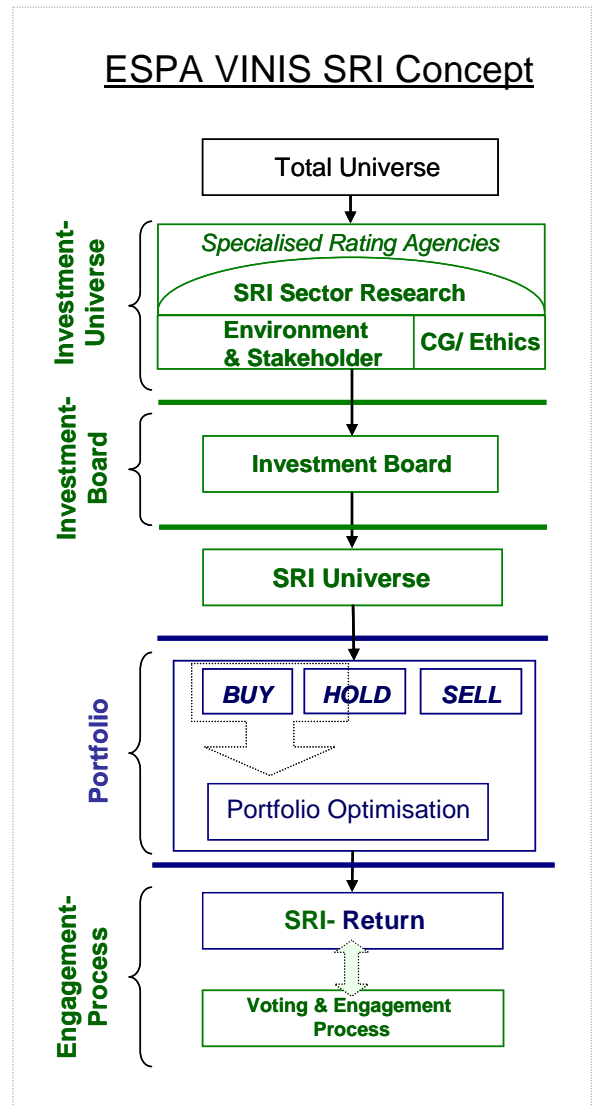 ESPA VINIS SRI Concept
Total Universe
Investment-
Universe
Specialised Rating Agencies
SRI Sector Research
Environment
& Stakeholder
CG/ Ethics
Investment-
Board
Investment Board
SRI Universe
Portfolio
BUY
HOLD
SELL
Portfolio Optimisation
Engagement-
Process
SRI- Return
Voting & Engagement
Process